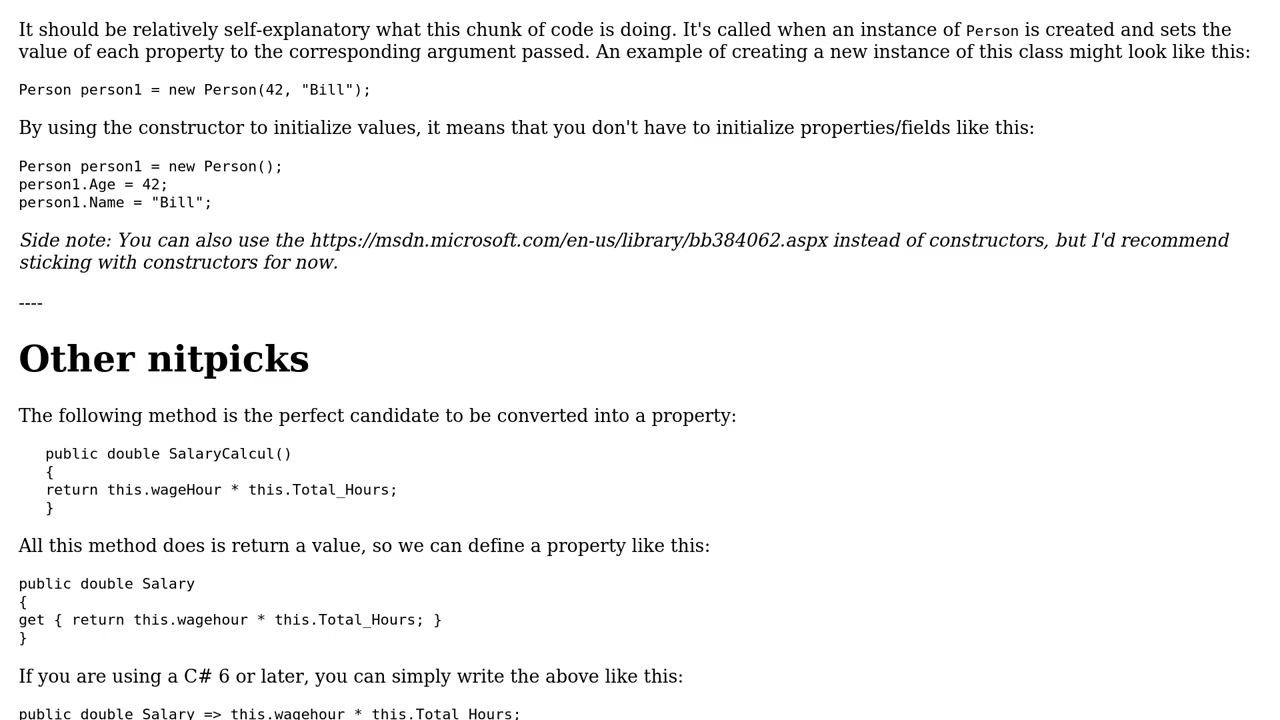 It should be relatively self-explanatory what this chunk of code is doing. It's called when an instance of Person is created and sets the
value of each property to the corresponding argument passed. An example of creating a new instance of this class might look like this:
Person person1 = new Person(42, "Bill");
By using the constructor to initialize values, it means that you don't have to initialize properties/fields like this:
Person person1 = new Person();
person1.Age = 42;
person1.Name = "Bill";
Side note: You can also use the https://msdn.microsoft.com/en-us/library/bb384062.aspx instead of constructors, but I'd recommend
sticking with constructors for now.
----
Other nitpicks
The following method is the perfect candidate to be converted into a property:
public double SalaryCalcul()
{
return this.wageHour * this.Total_Hours;
}
All this method does is return a value, so we can define a property like this:
public double Salary
{
get { return this.wagehour * this.Total_Hours; }
}
If you are using a C# 6 or later, you can simply write the above like this:
public double Salary => this.wagehour * this.Total_Hours;